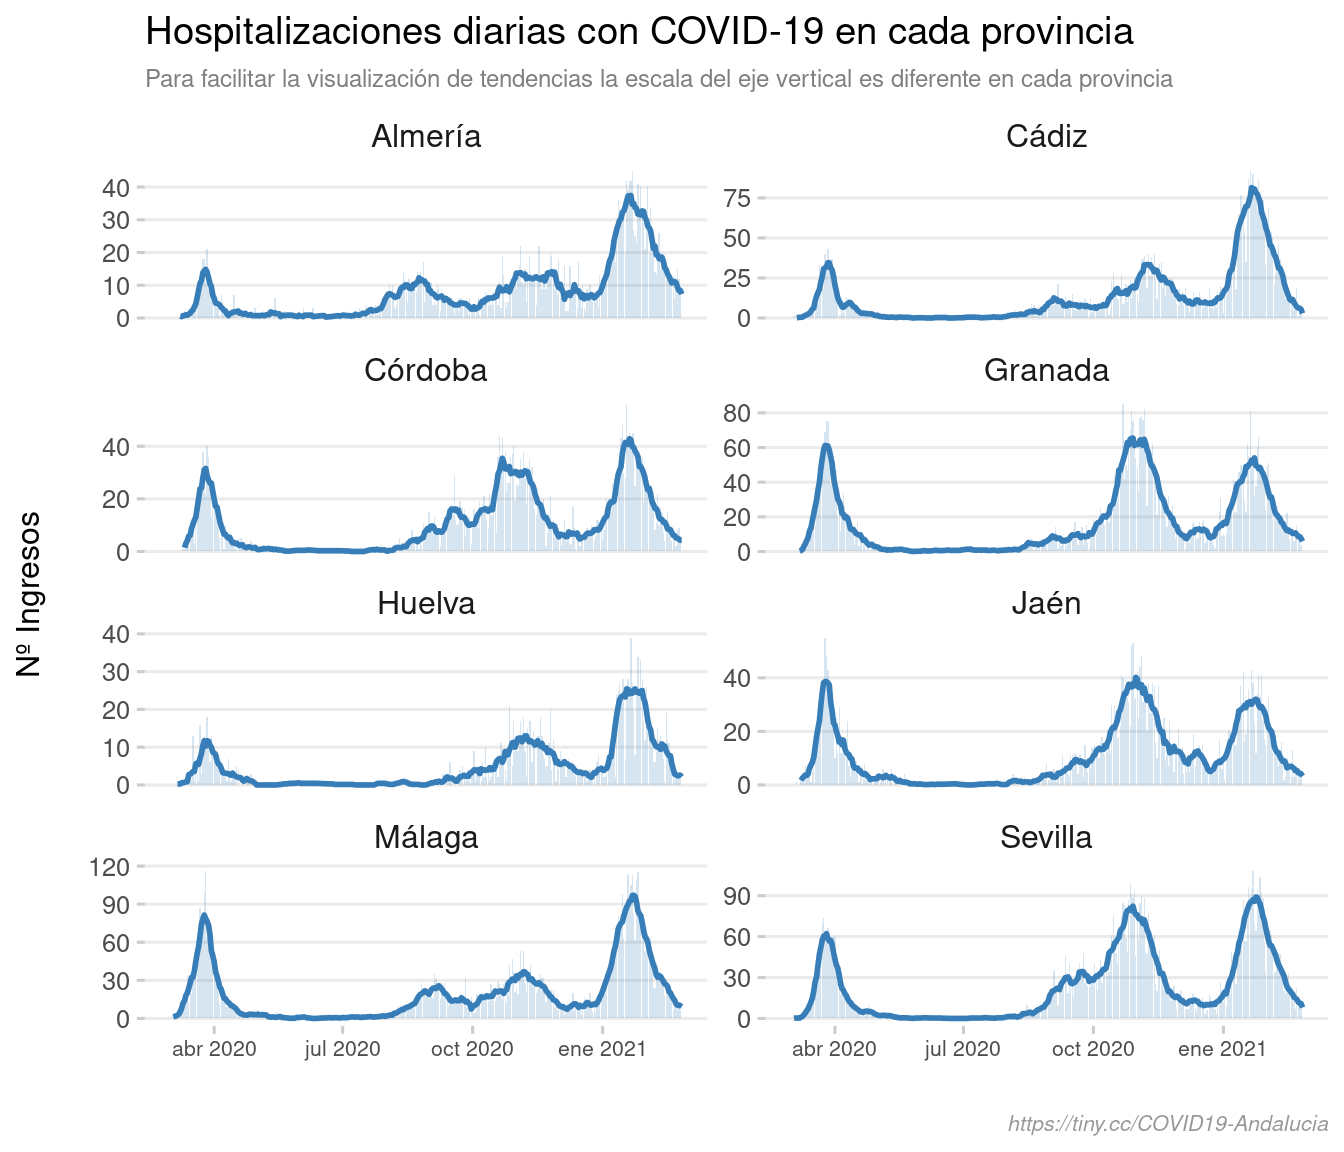 Hospitalizaciones diarias con COVID-19 en cada provincia
Para facilitar la visualización de tendencias la escala del eje vertical es diferente en cada provincia
Nº Ingresos
Almería
40
30
20
10
0
Cádiz
75
50
25
0
Córdoba
40
20
0
Granada
80
60
40
20
0
Huelva
40
30
20
10
0
Jaén
40
20
0
Málaga
120
90
60
30
0
Sevilla
90
60
30
0
abr 2020 jul 2020 oct 2020 ene 2021
abr 2020 jul 2020 oct 2020 ene 2021
https://tiny.cc/COVID19-Andalucia